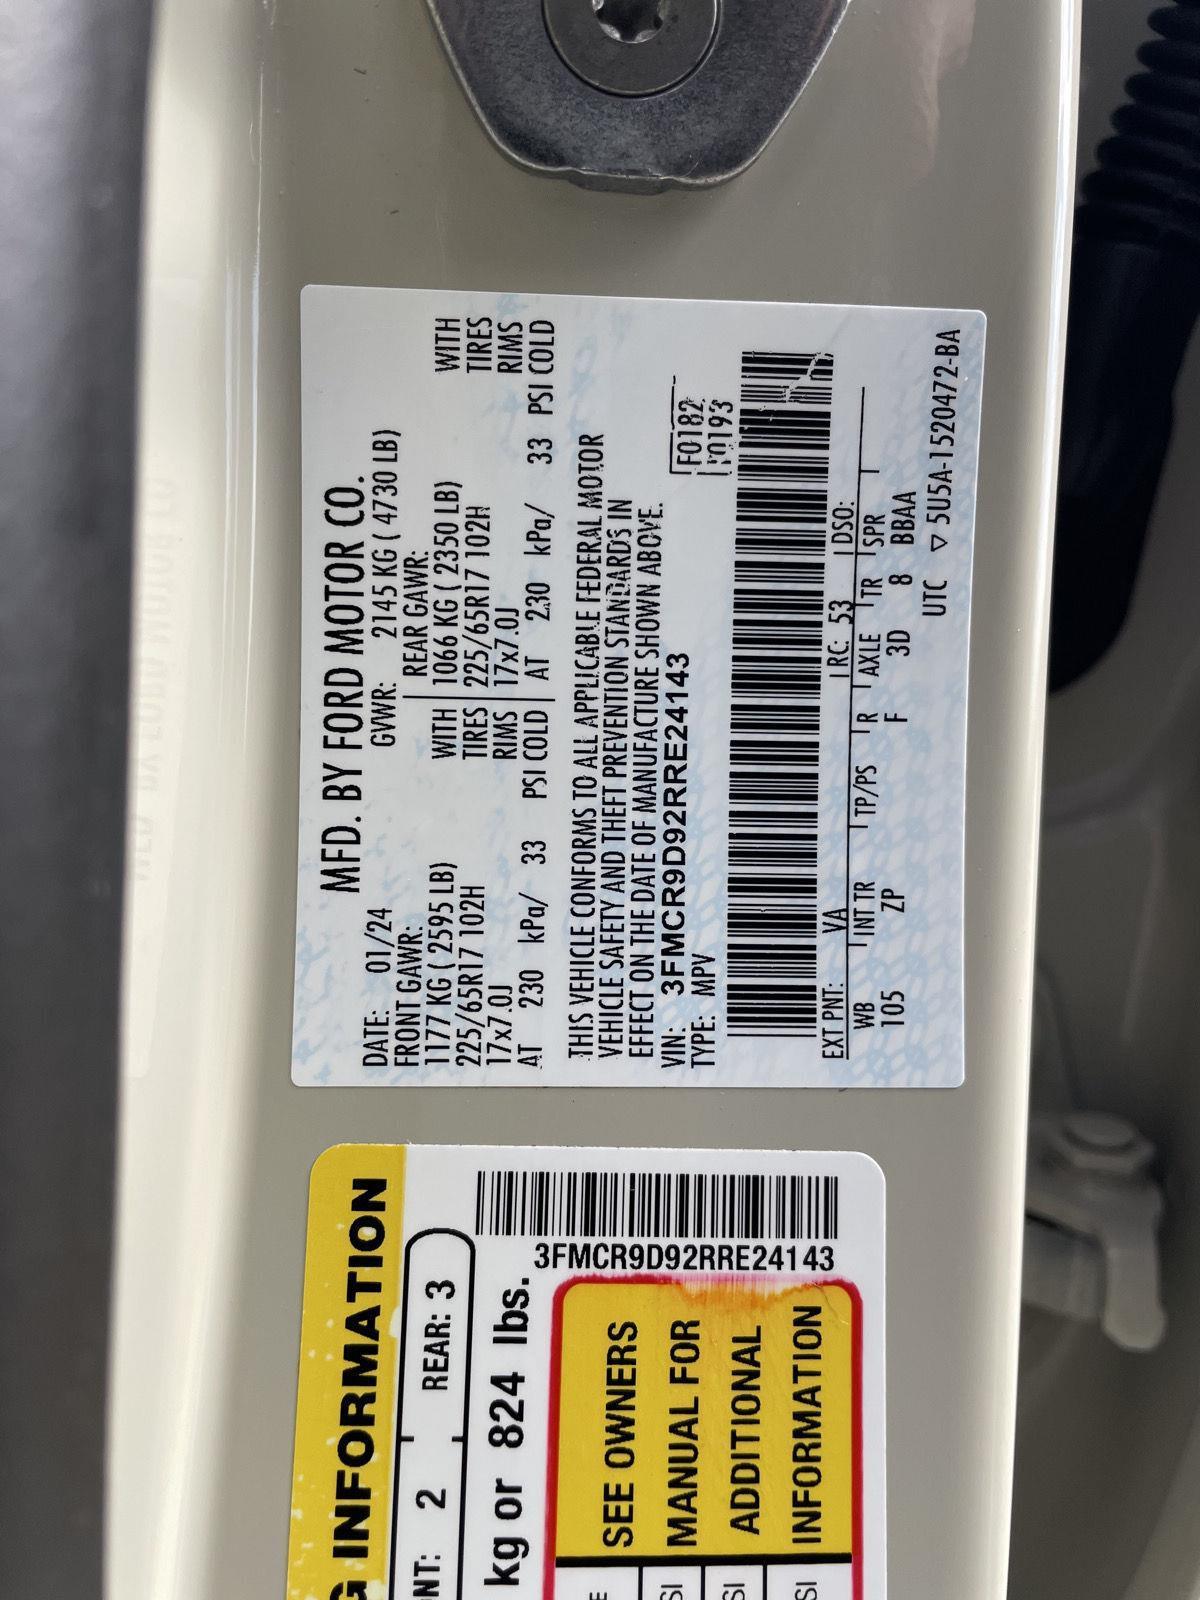 MFD. BY FORD MOTOR CO.
DATE: 01/24 GVWR: 2145 KG ( 4730 LB)
FRONT GAWR: REAR GAWR:
1177 KG ( 2595 LB) WITH 1066 KG ( 2350 LB) WITH
225/65R17 102H TIRES 225/65R17 102H TIRES
17x7.0J RIMS 17x7.0J RIMS
AT 230 kPa/ 33 PSI COLD AT 230 kPa/ 33 PSI COLD
THIS VEHICLE CONFORMS TO ALL APPLICABLE FEDERAL MOTOR
VEHICLE SAFETY AND THEFT PREVENTION STANDARDS IN
EFFECT ON THE DATE OF MANUFACTURE SHOWN ABOVE.
VIN: 3FMCR9D92RRE24143 F0182
TYPE: MPV R0193
EXT PNT: VA RC: 53 DSO:
WB INT TR TP/PS R AXLE TR SPR
105 ZP F 3D 8 BBAA
UTC ▽ 5U5A-1520472-BA
G INFORMATION
NT: 2 REAR: 3
kg or 824 lbs.
3FMCR9D92RRE24143
SEE OWNERS
MANUAL FOR
ADDITIONAL
INFORMATION